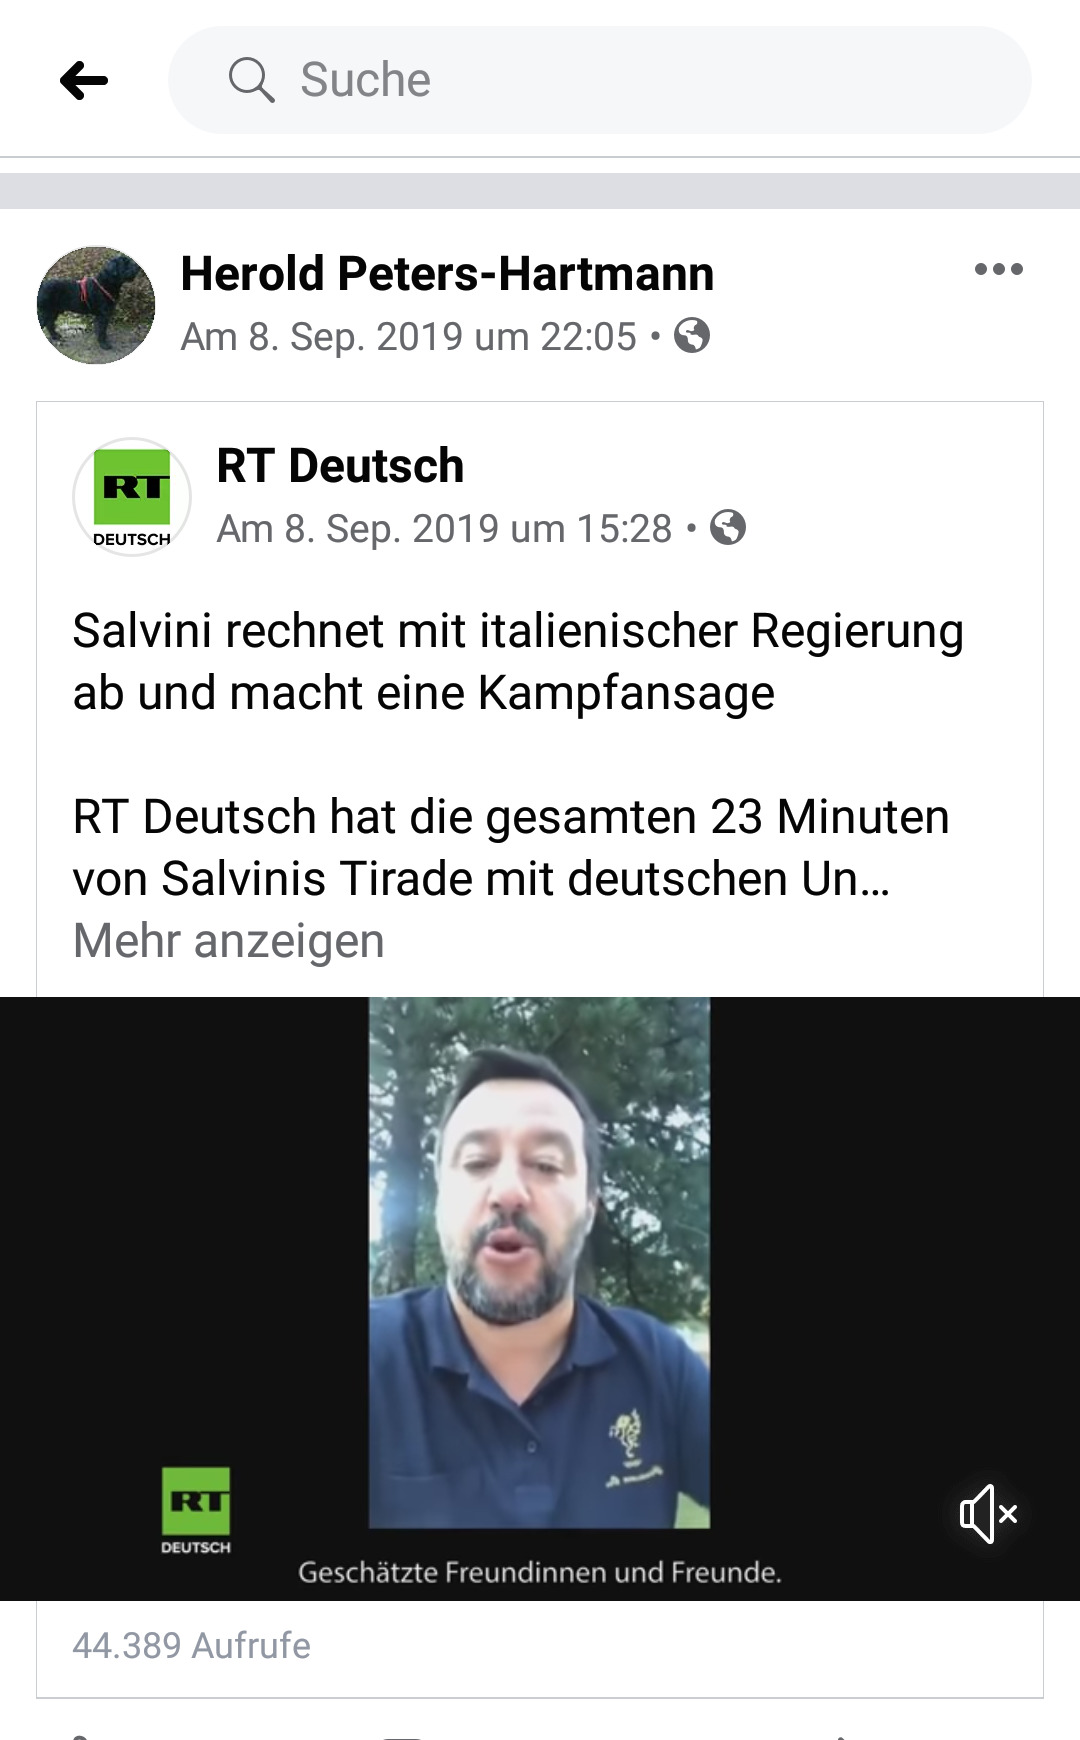 Suche
Herold Peters-Hartmann
Am 8. Sep. 2019 um 22:05 •
RT
DEUTSCH
RT Deutsch
Am 8. Sep. 2019 um 15:28 •
Salvini rechnet mit italienischer Regierung
ab und macht eine Kampfansage
RT Deutsch hat die gesamten 23 Minuten
von Salvinis Tirade mit deutschen Un...
Mehr anzeigen
RT
DEUTSCH
Geschätzte Freundinnen und Freunde.
44.389 Aufrufe